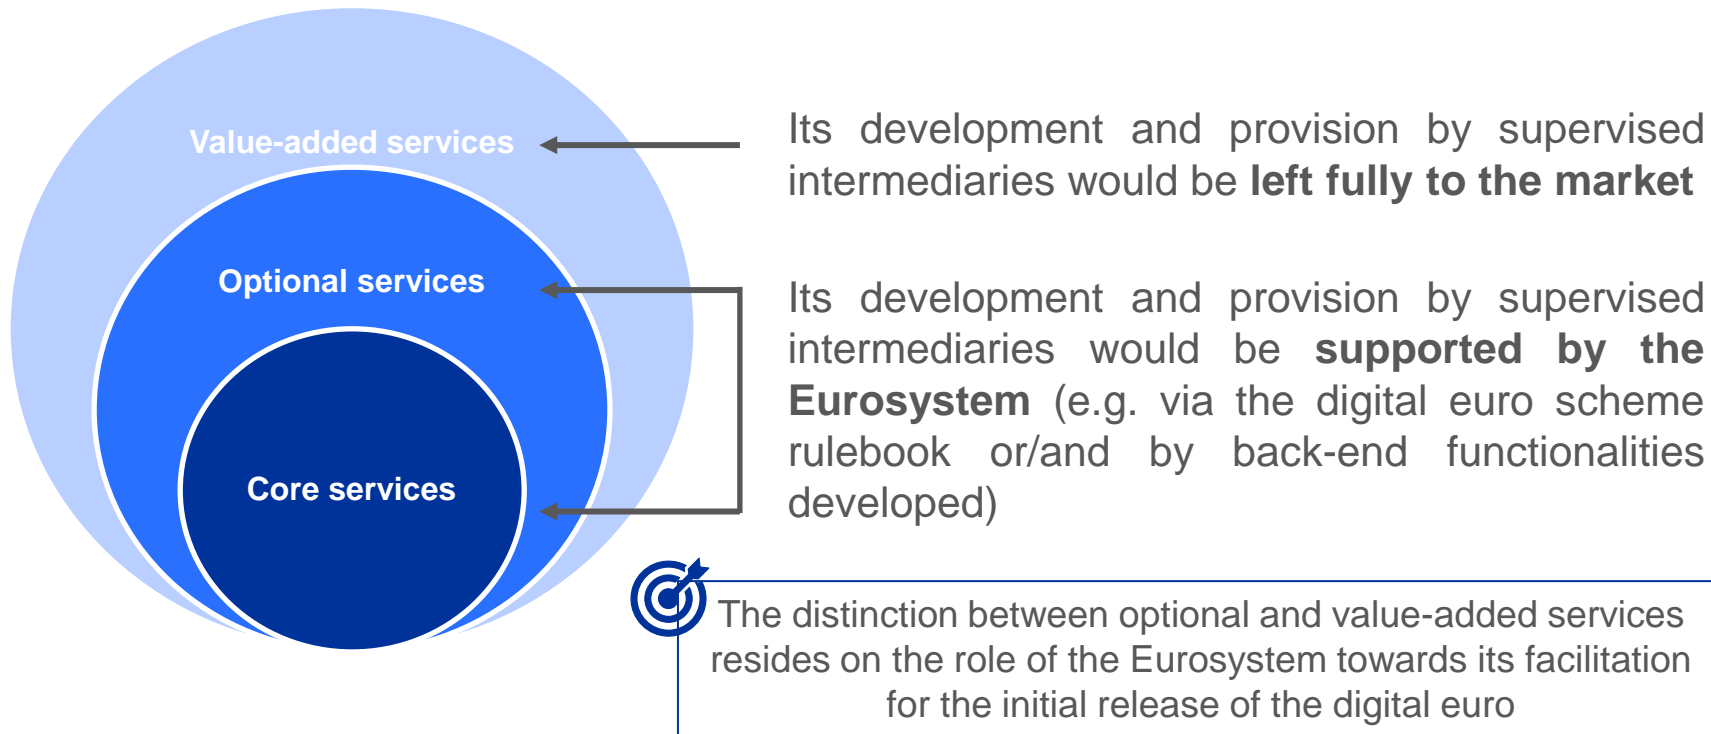 Value-added services
Its development and provision by supervised
intermediaries would be left fully to the market
Optional services
Its development and provision by supervised
intermediaries would be supported by the
Eurosystem (e.g. via the digital euro scheme
rulebook or/and by back-end functionalities
developed)
Core services
The distinction between optional and value-added services
resides on the role of the Eurosystem towards its facilitation
for the initial release of the digital euro